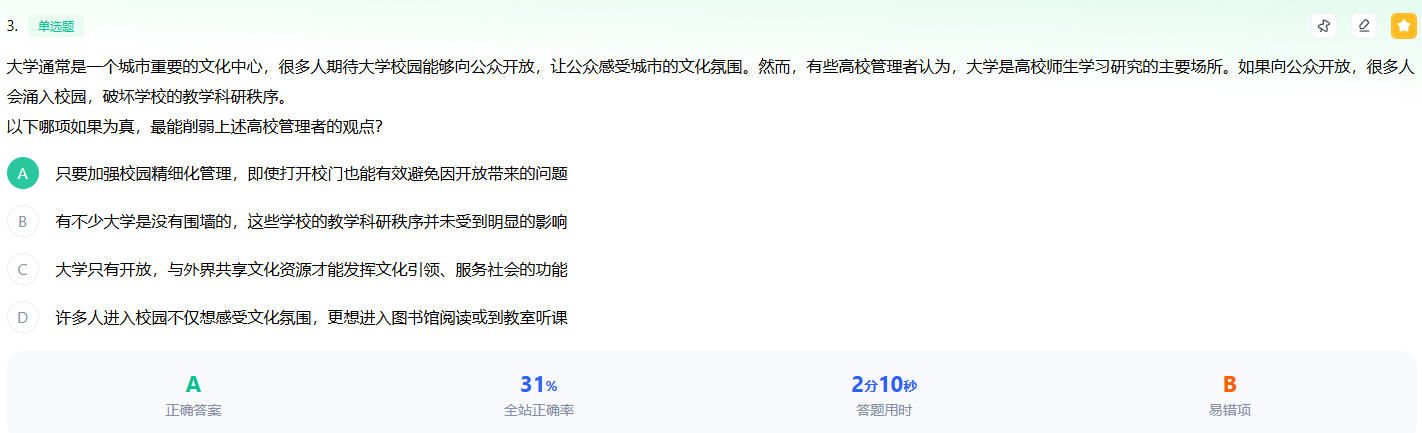 3. 单选题
大学通常是一个城市重要的文化中心，很多人期待大学校园能够向公众开放，让公众感受城市的文化氛围。然而，有些高校管理者认为，大学是高校师生学习研究的主要场所。如果向公众开放，很多人
会涌入校园，破坏学校的教学科研秩序。
以下哪项如果为真，最能削弱上述高校管理者的观点？
A 只要加强校园精细化管理，即使打开校门也能有效避免因开放带来的问题
B 有不少大学是没有围墙的，这些学校的教学科研秩序并未受到明显的影响
C 大学只有开放，与外界共享文化资源才能发挥文化引领、服务社会的功能
D 许多人进入校园不仅想感受文化氛围，更想进入图书馆阅读或到教室听课
A 31% 2分10秒 B
正确答案 全站正确率 答题用时 易错项